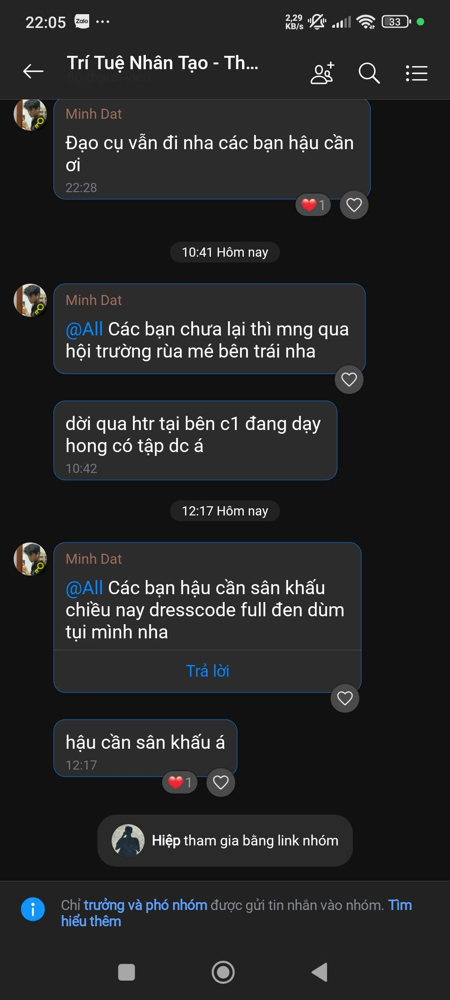 22:05 Zalo ...
2,29 KB/s 33
Trí Tuệ Nhân Tạo - Th...
60 thành viên
Minh Dat
Đạo cụ vẫn đi nha các bạn hậu cần
ơi
22:28
1
10:41 Hôm nay
Minh Dat
@All Các bạn chưa lại thì mng qua
hội trường rùa mé bên trái nha
dời qua htr tại bên c1 đang dạy
hong có tập dc á
10:42
12:17 Hôm nay
Minh Dat
@All Các bạn hậu cần sân khấu
chiều nay dresscode full đen dùm
tụi mình nha
Trả lời
hậu cần sân khấu á
12:17
1
Hiệp tham gia bằng link nhóm
Chỉ trưởng và phó nhóm được gửi tin nhắn vào nhóm. Tìm
hiểu thêm